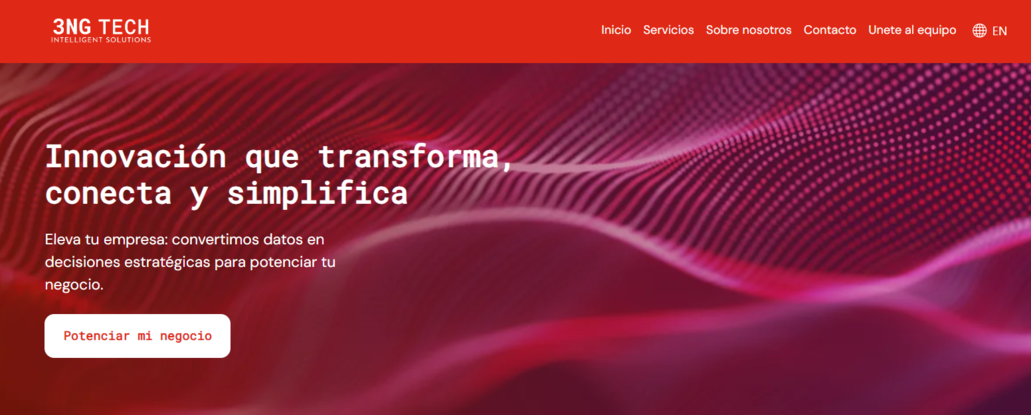 3NG TECH
INTELLIGENT SOLUTIONS
Inicio Servicios Sobre nosotros Contacto Unete al equipo EN
Innovación que transforma,
conecta y simplifica
Eleva tu empresa: convertimos datos en
decisiones estratégicas para potenciar tu
negocio.
Potenciar mi negocio